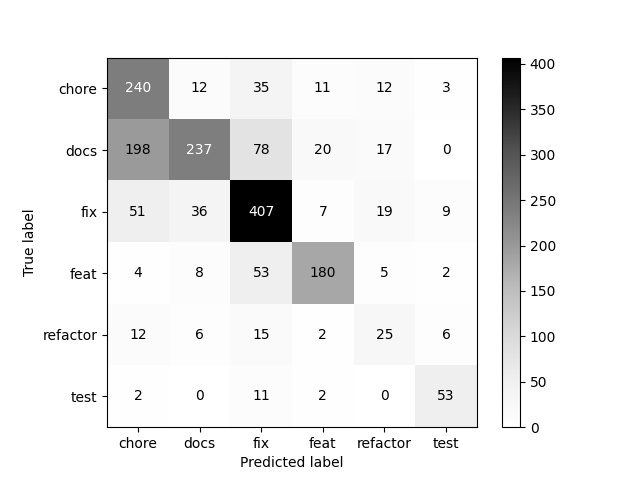 chore 240 12 35 11 12 3
docs 198 237 78 20 17 0
fix 51 36 407 7 19 9
feat 4 8 53 180 5 2
refactor 12 6 15 2 25 6
test 2 0 11 2 0 53
chore docs fix feat refactor test
Predicted label
True label
400
350
300
250
200
150
100
50
0